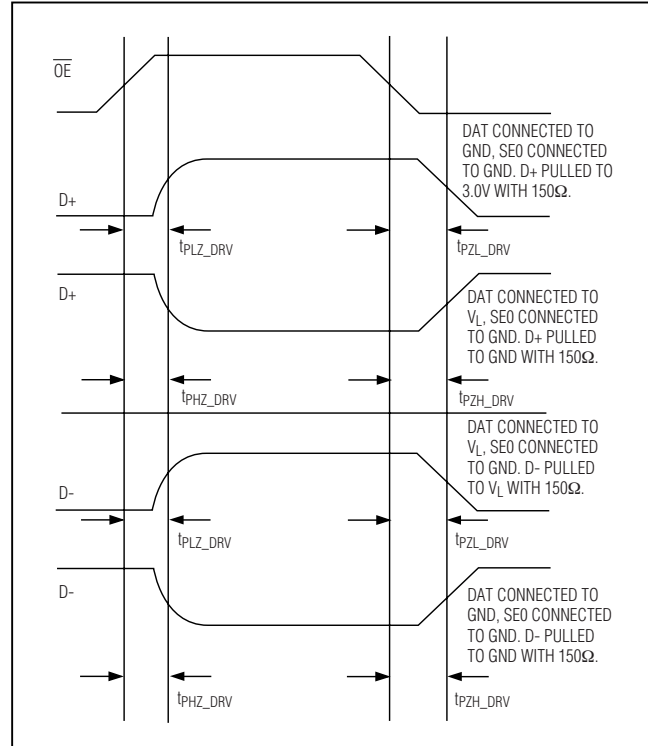 OE
DAT CONNECTED TO
GND, SE0 CONNECTED
TO GND. D+ PULLED TO
3.0V WITH 150Ω.
D+
tPLZ_DRV
tPZL_DRV
D+
DAT CONNECTED TO
VL, SE0 CONNECTED
TO GND. D+ PULLED
TO GND WITH 150Ω.
tPHZ_DRV
tPZH_DRV
DAT CONNECTED TO
VL, SE0 CONNECTED
TO GND. D- PULLED
TO VL WITH 150Ω.
D-
tPLZ_DRV
tPZL_DRV
D-
DAT CONNECTED TO
GND, SE0 CONNECTED
TO GND. D- PULLED
TO GND WITH 150Ω.
tPHZ_DRV
tPZH_DRV